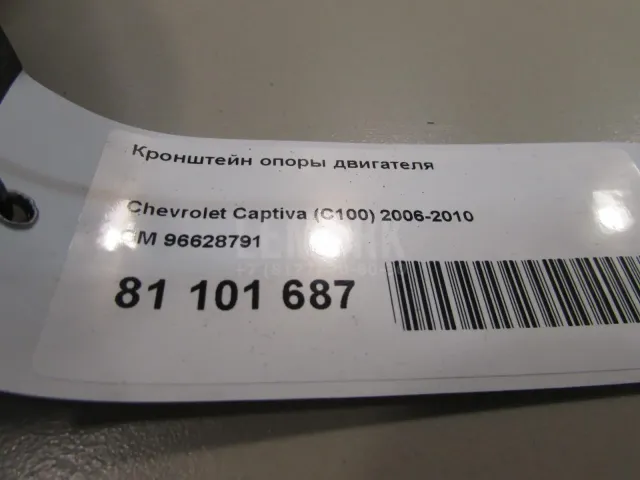 Кронштейн опоры двигателя
Chevrolet Captiva (C100) 2006-2010
GM 96628791
81 101 687